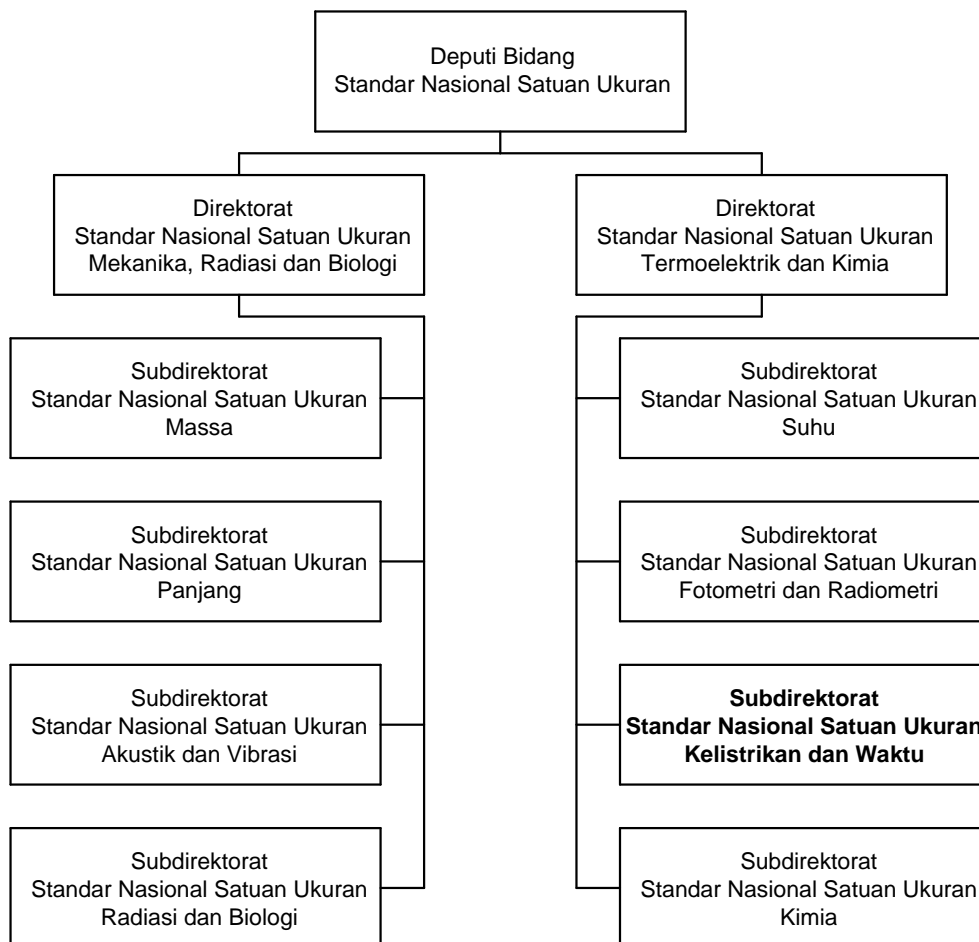 Deputi Bidang
Standar Nasional Satuan Ukuran
Direktorat
Standar Nasional Satuan Ukuran
Mekanika, Radiasi dan Biologi
Direktorat
Standar Nasional Satuan Ukuran
Termoelektrik dan Kimia
Subdirektorat
Standar Nasional Satuan Ukuran
Massa
Subdirektorat
Standar Nasional Satuan Ukuran
Panjang
Subdirektorat
Standar Nasional Satuan Ukuran
Akustik dan Vibrasi
Subdirektorat
Standar Nasional Satuan Ukuran
Radiasi dan Biologi
Subdirektorat
Standar Nasional Satuan Ukuran
Suhu
Subdirektorat
Standar Nasional Satuan Ukuran
Fotometri dan Radiometri
Subdirektorat
Standar Nasional Satuan Ukuran
Kelistrikan dan Waktu
Subdirektorat
Standar Nasional Satuan Ukuran
Kimia